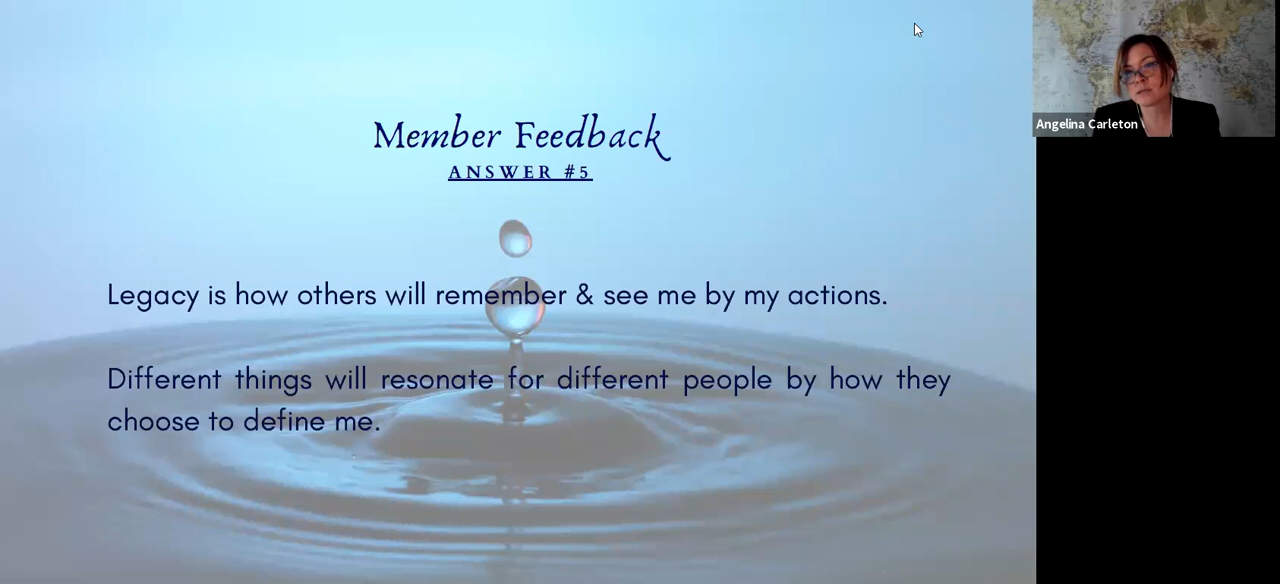 Member Feedback
ANSWER #5
Legacy is how others will remember & see me by my actions.
Different things will resonate for different people by how they
choose to define me.
Angelina Carleton